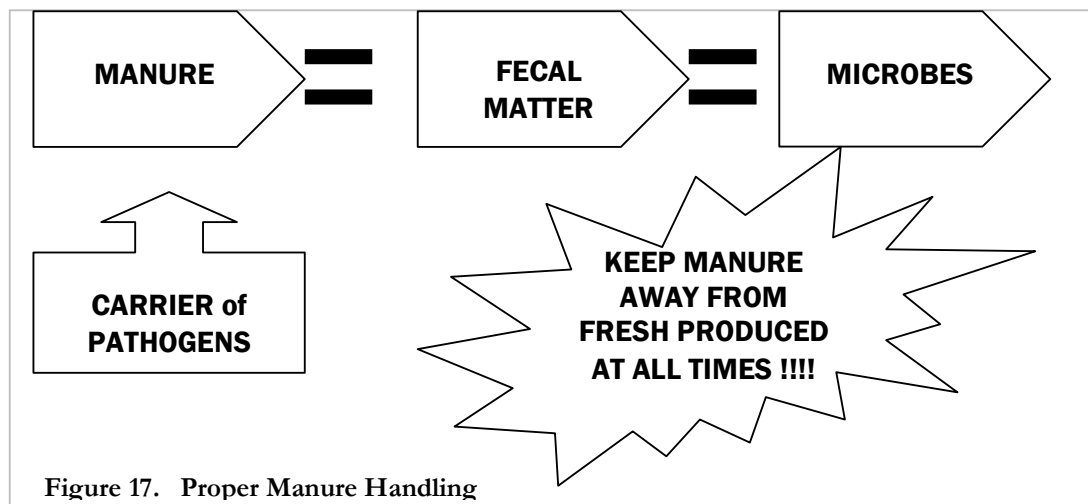 MANURE
FECAL
MATTER
MICROBES
CARRIER of
PATHOGENS
KEEP MANURE
AWAY FROM
FRESH PRODUCED
AT ALL TIMES !!!!
Figure 17. Proper Manure Handling